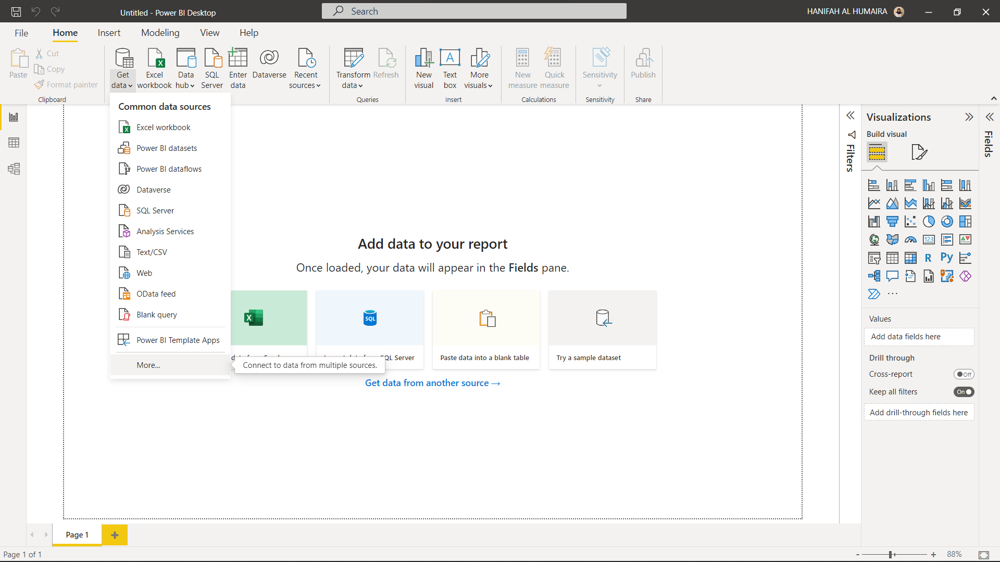 Untitled - Power BI Desktop
Search
HANIFAH AL HUMAIRA
File
Home
Insert
Modeling
View
Help
Paste
Cut
Copy
Format painter
Clipboard
Get data
Excel workbook
Data hub
SQL Server
Enter data
Dataverse
Recent sources
Transform data
Refresh
Queries
New visual
Text box
More visuals
Insert
New measure
Quick measure
Calculations
Sensitivity
Sensitivity
Publish
Share
Common data sources
Excel workbook
Power BI datasets
Power BI dataflows
Dataverse
SQL Server
Analysis Services
Text/CSV
Web
OData feed
Blank query
Power BI Template Apps
More...
Connect to data from multiple sources.
Add data to your report
Once loaded, your data will appear in the Fields pane.
SQL
SQL Server
Paste data into a blank table
Try a sample dataset
Get data from another source →
Filters
Visualizations
Build visual
123
R
Py
...
Values
Add data fields here
Drill through
Cross-report
Off
Keep all filters
On
Add drill-through fields here
Fields
Page 1
Page 1 of 1
- + 88%